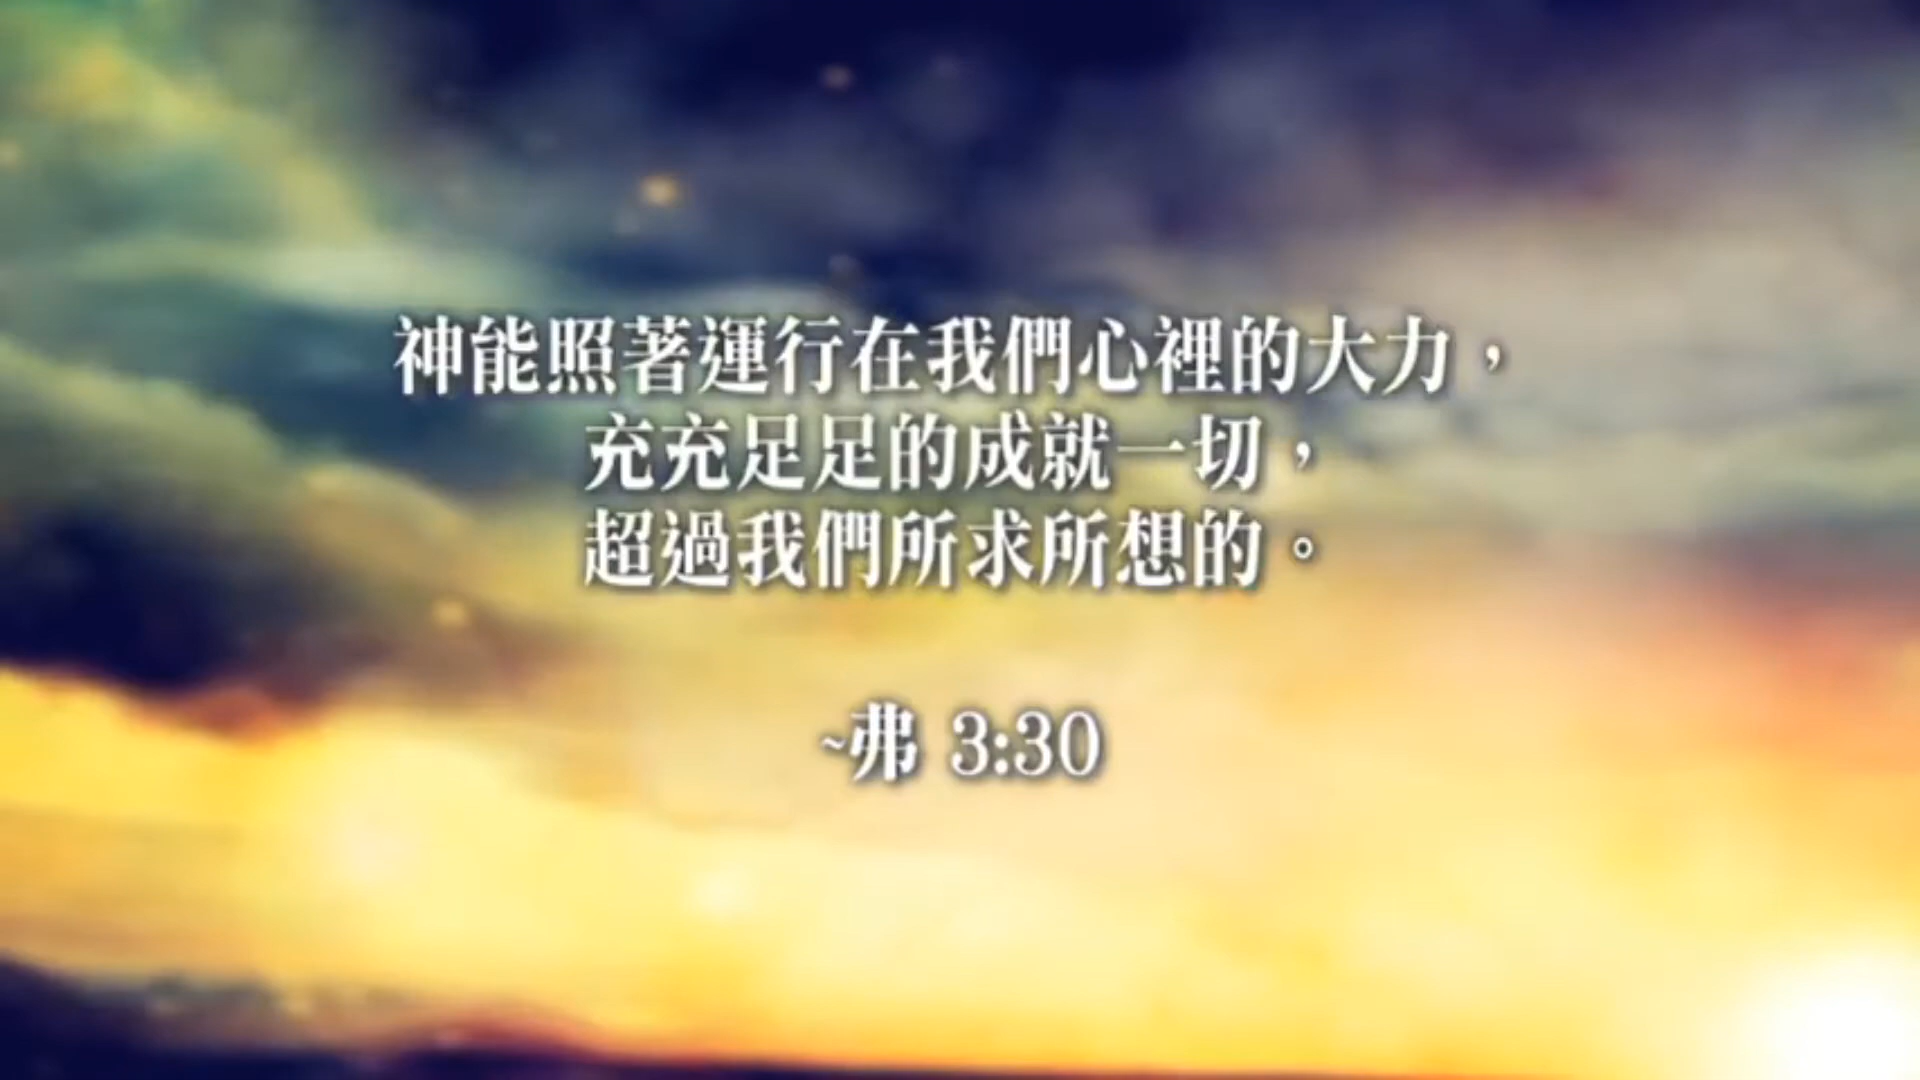 神能照著運行在我們心裡的大力，
充充足足的成就一切，
超過我們所求所想的。
~弗 3:30